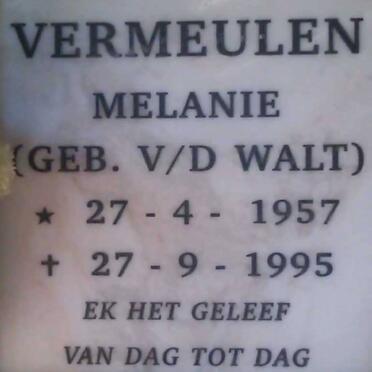 VERMEULEN
MELANIE
(GEB. V/D WALT)
★ 27 - 4 - 1957
✝ 27 - 9 - 1995
EK HET GELEEF
VAN DAG TOT DAG